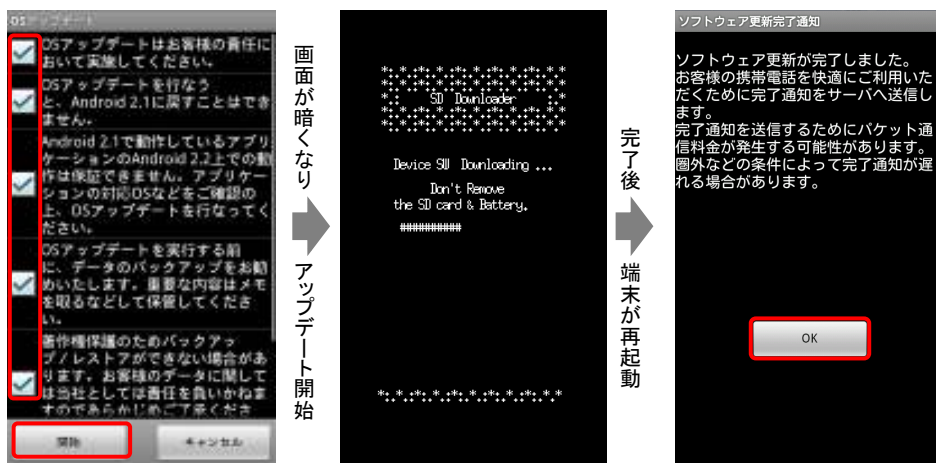 OSアップデート
OSアップデートはお客様の責任に
おいて実施してください。
OSアップデートを行なう
と、Android 2.1に戻すことはでき
ません。
Android 2.1で動作しているアプリ
ケーションのAndroid 2.2上での動
作は保証できません。アプリケー
ションの対応OSなどをご確認の
上、OSアップデートを行なってく
ださい。
OSアップデートを実行する前
に、データのバックアップをお勧
めいたします。重要な内容はメモ
を取るなどして保管してくださ
い。
著作権保護のためバックアッ
プ/レストアができない場合があ
ります。お客様のデータに関して
は当社としては責任を負いかねま
すのであらかじめご了承くださ
開始
キャンセル
画面が暗くなり
アップデート開始
*.*.*.*.*.*.*.*.*.*
SD Downloader
Device SW Downloading ...
Don't Remove
the SD card & Battery.
###########
*.*.*.*.*.*.*.*.*.*
完了後
端末が再起動
ソフトウェア更新完了通知
ソフトウェア更新が完了しました。
お客様の携帯電話を快適にご利用いた
だくために完了通知をサーバへ送信し
ます。
完了通知を送信するためにパケット通
信料金が発生する可能性があります。
圏外などの条件によって完了通知が遅
れる場合があります。
OK